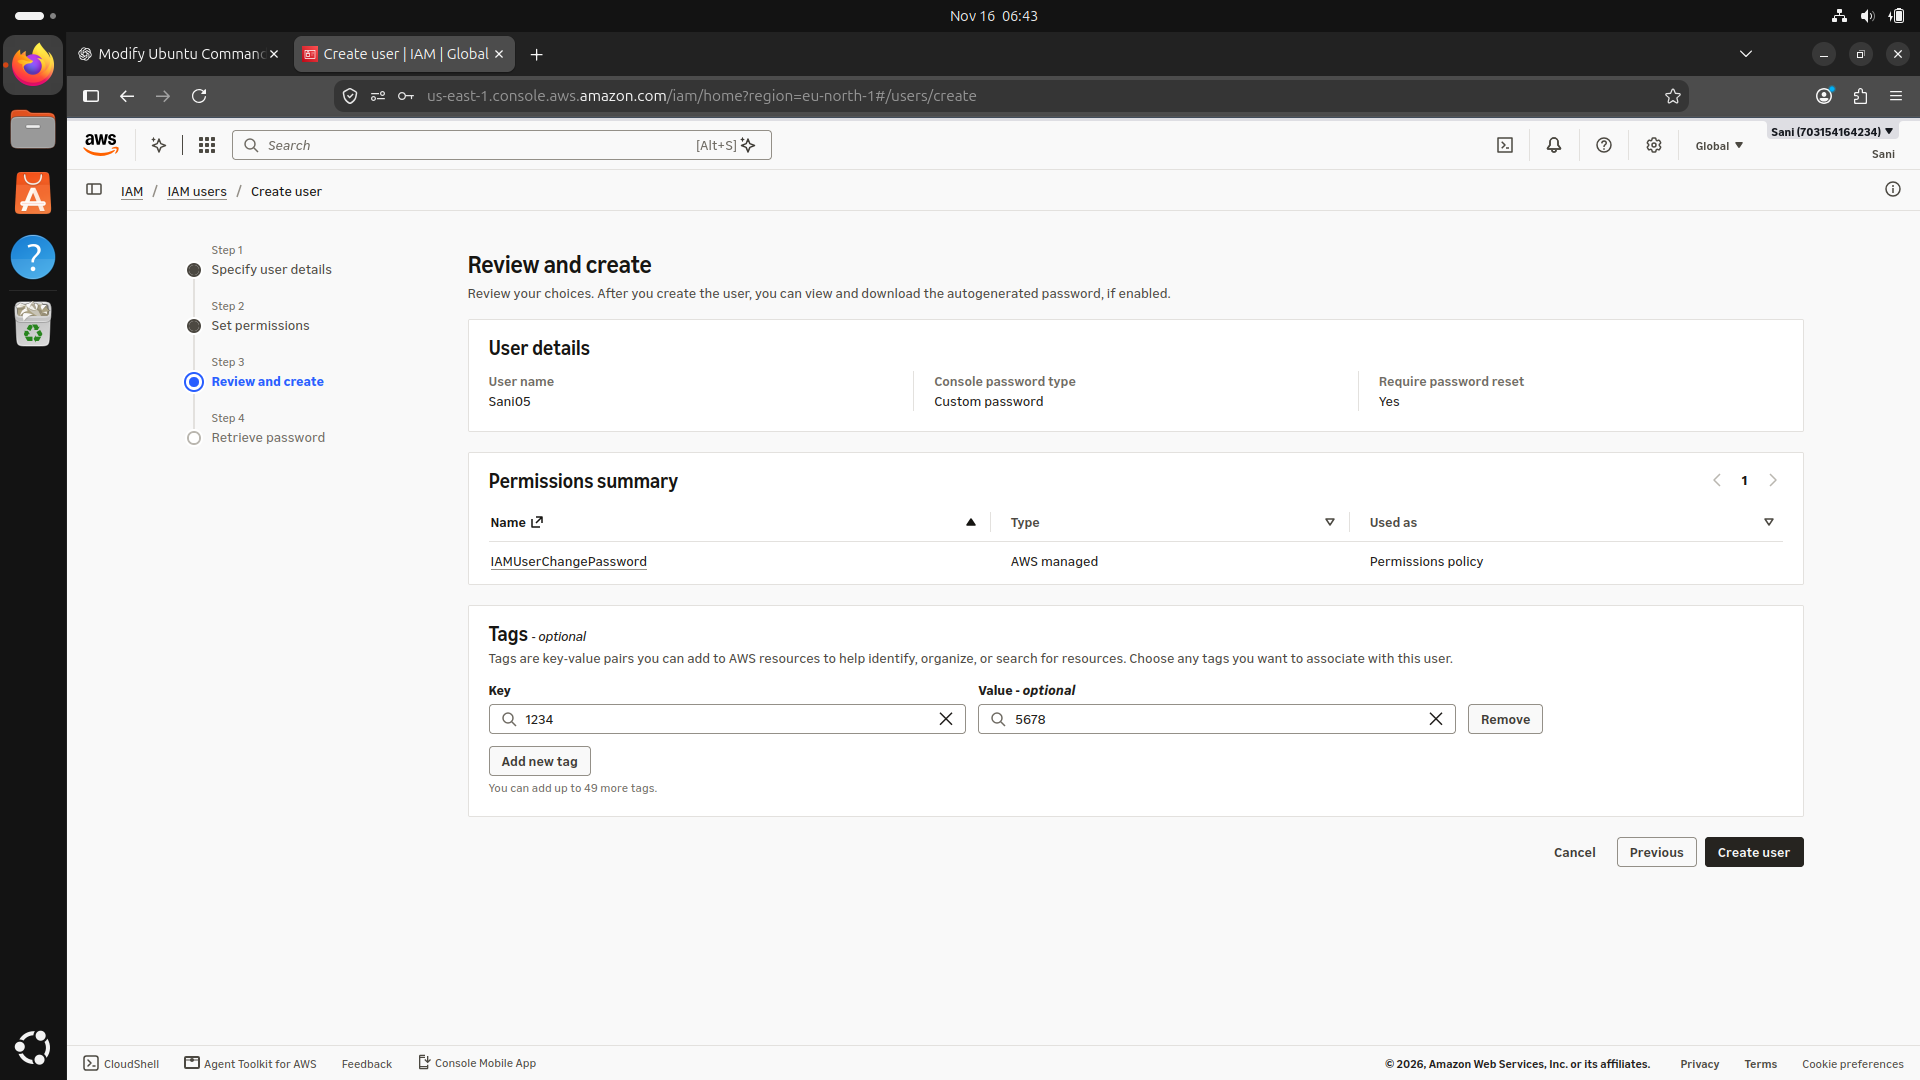 Nov 16 06:43
Modify Ubuntu Comman
Create user | IAM | Global
us-east-1.console.aws.amazon.com/iam/home?region=eu-north-1#/users/create
aws
Search
[Alt+S]
Global
Sani (703154164234)
Sani
IAM / IAM users / Create user
Step 1
Specify user details
Step 2
Set permissions
Step 3
Review and create
Step 4
Retrieve password
Review and create
Review your choices. After you create the user, you can view and download the autogenerated password, if enabled.
User details
User name
Sani05
Console password type
Custom password
Require password reset
Yes
Permissions summary
1
Name Type Used as
IAMUserChangePassword AWS managed Permissions policy
Tags - optional
Tags are key-value pairs you can add to AWS resources to help identify, organize, or search for resources. Choose any tags you want to associate with this user.
Key Value - optional
1234 5678 Remove
Add new tag
You can add up to 49 more tags.
Cancel Previous Create user
CloudShell Agent Toolkit for AWS Feedback Console Mobile App © 2026, Amazon Web Services, Inc. or its affiliates. Privacy Terms Cookie preferences